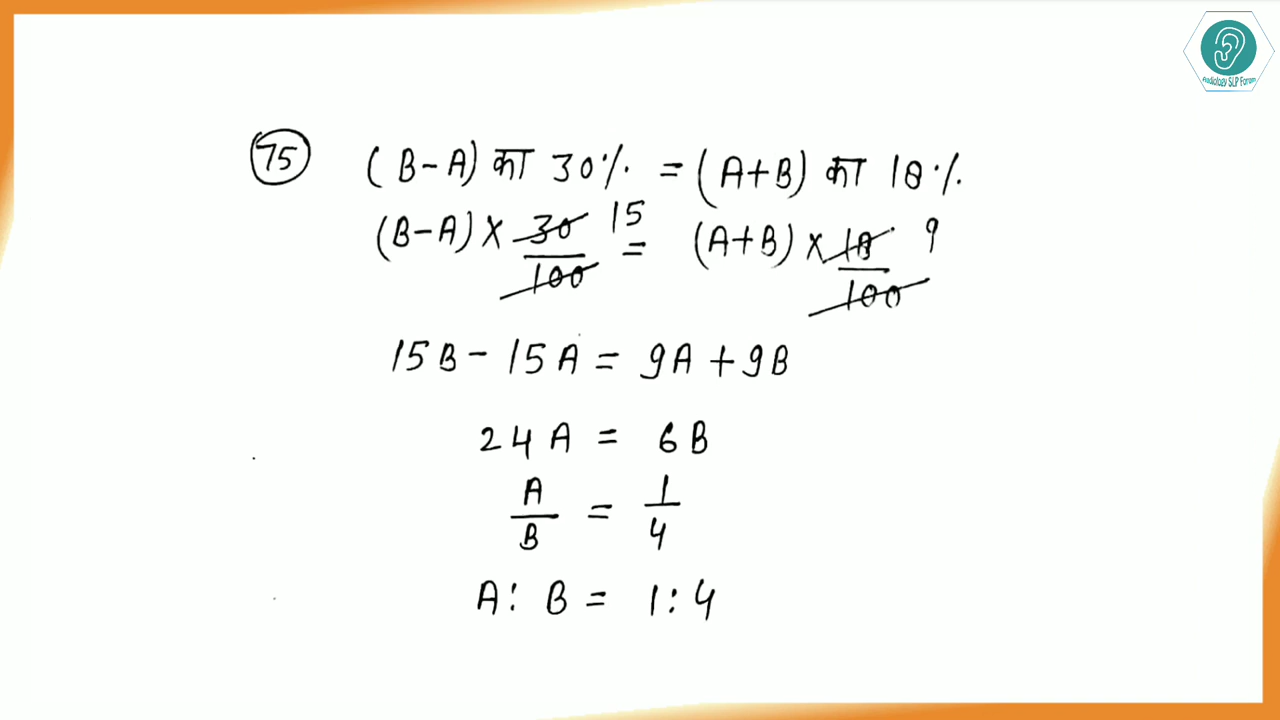 Audiology SLP Forum
75 (B-A) का 30% = (A+B) का 18%
(B-A) × 30/100 15 = (A+B) × 18/100 9
15B - 15A = 9A + 9B
24A = 6B
A/B = 1/4
A : B = 1 : 4